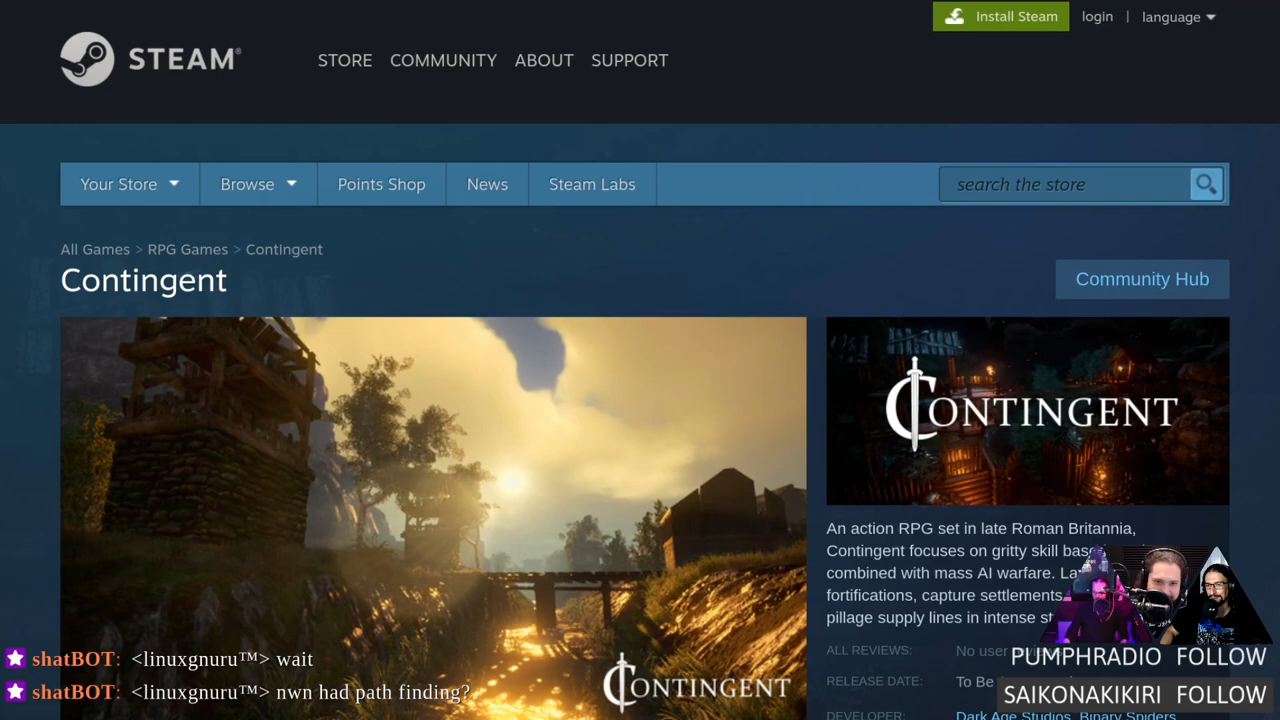 Install Steam
login | language
STEAM®
STORE COMMUNITY ABOUT SUPPORT
Your Store Browse Points Shop News Steam Labs
search the store
All Games > RPG Games > Contingent
Contingent
Community Hub
CONTINGENT
An action RPG set in late Roman Britannia,
Contingent focuses on gritty skill
combined with mass AI warfare.
fortifications, capture settlements
pillage supply lines in intense
ALL REVIEWS: No user
RELEASE DATE: To Be
DEVELOPER: Dark Age Studios, Binary Spiders
CONTINGENT
shatBOT: <linuxgnuru™> wait
shatBOT: <linuxgnuru™> nwn had path finding?
PUMPHRADIO FOLLOW
SAIKONAKIKIRI FOLLOW